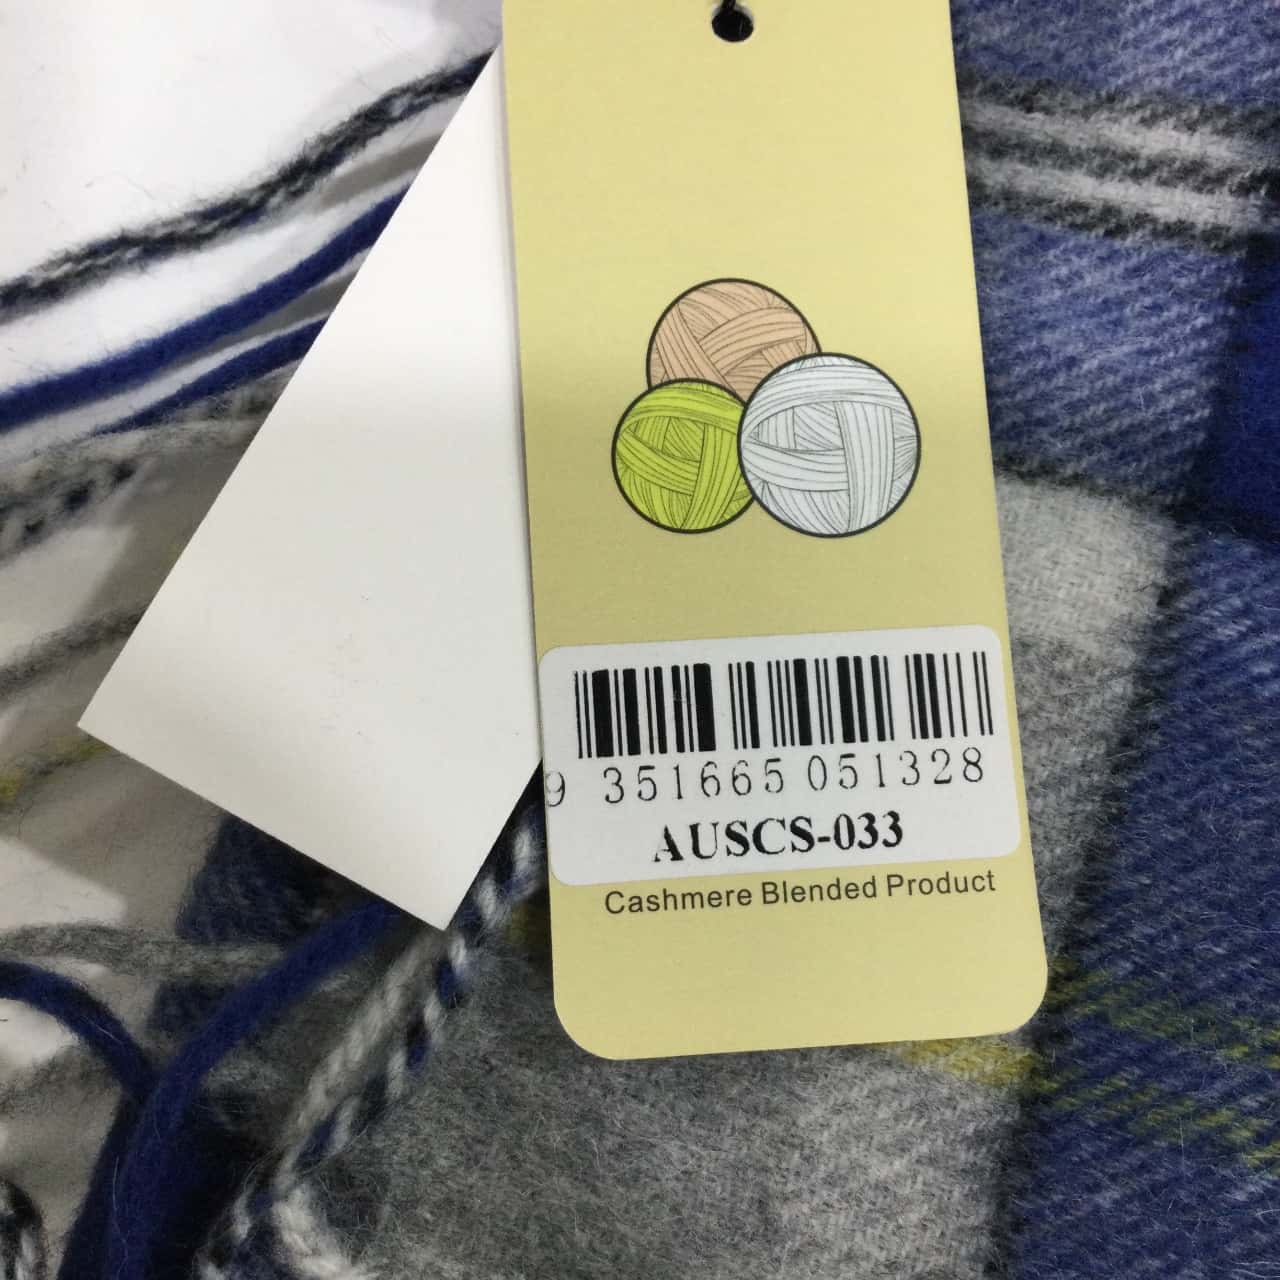 9 351665 051328
AUSCS-033
Cashmere Blended Product